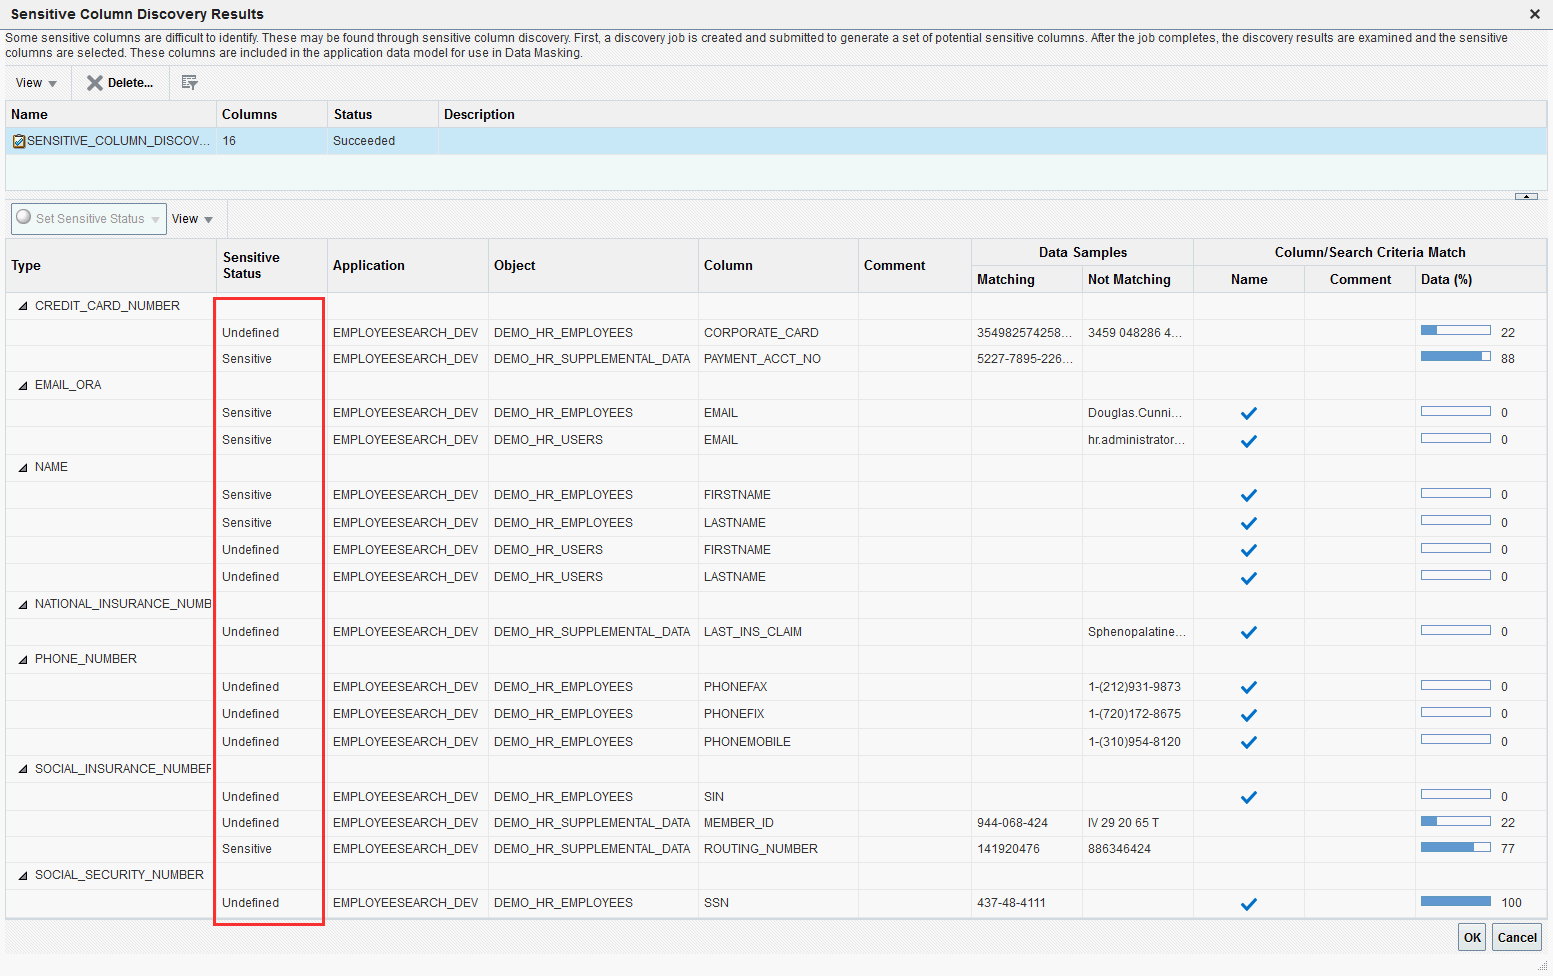 Sensitive Column Discovery Results
Some sensitive columns are difficult to identify. These may be found through sensitive column discovery. First, a discovery job is created and submitted to generate a set of potential sensitive columns. After the job completes, the discovery results are examined and the sensitive
columns are selected. These columns are included in the application data model for use in Data Masking.
View Delete...
Name Columns Status Description
SENSITIVE_COLUMN_DISCOV... 16 Succeeded
Set Sensitive Status View
Type Sensitive Status Application Object Column Comment Data Samples Column/Search Criteria Match
Matching Not Matching Name Comment Data (%)
CREDIT_CARD_NUMBER
Undefined EMPLOYEESEARCH_DEV DEMO_HR_EMPLOYEES CORPORATE_CARD 354982574258... 3459 048286 4... 22
Sensitive EMPLOYEESEARCH_DEV DEMO_HR_SUPPLEMENTAL_DATA PAYMENT_ACCT_NO 5227-7895-226... 88
EMAIL_ORA
Sensitive EMPLOYEESEARCH_DEV DEMO_HR_EMPLOYEES EMAIL Douglas.Cunni... 0
Sensitive EMPLOYEESEARCH_DEV DEMO_HR_USERS EMAIL hr.administrator... 0
NAME
Sensitive EMPLOYEESEARCH_DEV DEMO_HR_EMPLOYEES FIRSTNAME 0
Sensitive EMPLOYEESEARCH_DEV DEMO_HR_EMPLOYEES LASTNAME 0
Undefined EMPLOYEESEARCH_DEV DEMO_HR_USERS FIRSTNAME 0
Undefined EMPLOYEESEARCH_DEV DEMO_HR_USERS LASTNAME 0
NATIONAL_INSURANCE_NUMB
Undefined EMPLOYEESEARCH_DEV DEMO_HR_SUPPLEMENTAL_DATA LAST_INS_CLAIM Sphenopalatine... 0
PHONE_NUMBER
Undefined EMPLOYEESEARCH_DEV DEMO_HR_EMPLOYEES PHONEFAX 1-(212)931-9873 0
Undefined EMPLOYEESEARCH_DEV DEMO_HR_EMPLOYEES PHONEFIX 1-(720)172-8675 0
Undefined EMPLOYEESEARCH_DEV DEMO_HR_EMPLOYEES PHONEMOBILE 1-(310)954-8120 0
SOCIAL_INSURANCE_NUMBER
Undefined EMPLOYEESEARCH_DEV DEMO_HR_EMPLOYEES SIN 0
Undefined EMPLOYEESEARCH_DEV DEMO_HR_SUPPLEMENTAL_DATA MEMBER_ID 944-068-424 IV 29 20 65 T 22
Sensitive EMPLOYEESEARCH_DEV DEMO_HR_SUPPLEMENTAL_DATA ROUTING_NUMBER 141920476 886346424 77
SOCIAL_SECURITY_NUMBER
Undefined EMPLOYEESEARCH_DEV DEMO_HR_EMPLOYEES SSN 437-48-4111 100
OK Cancel